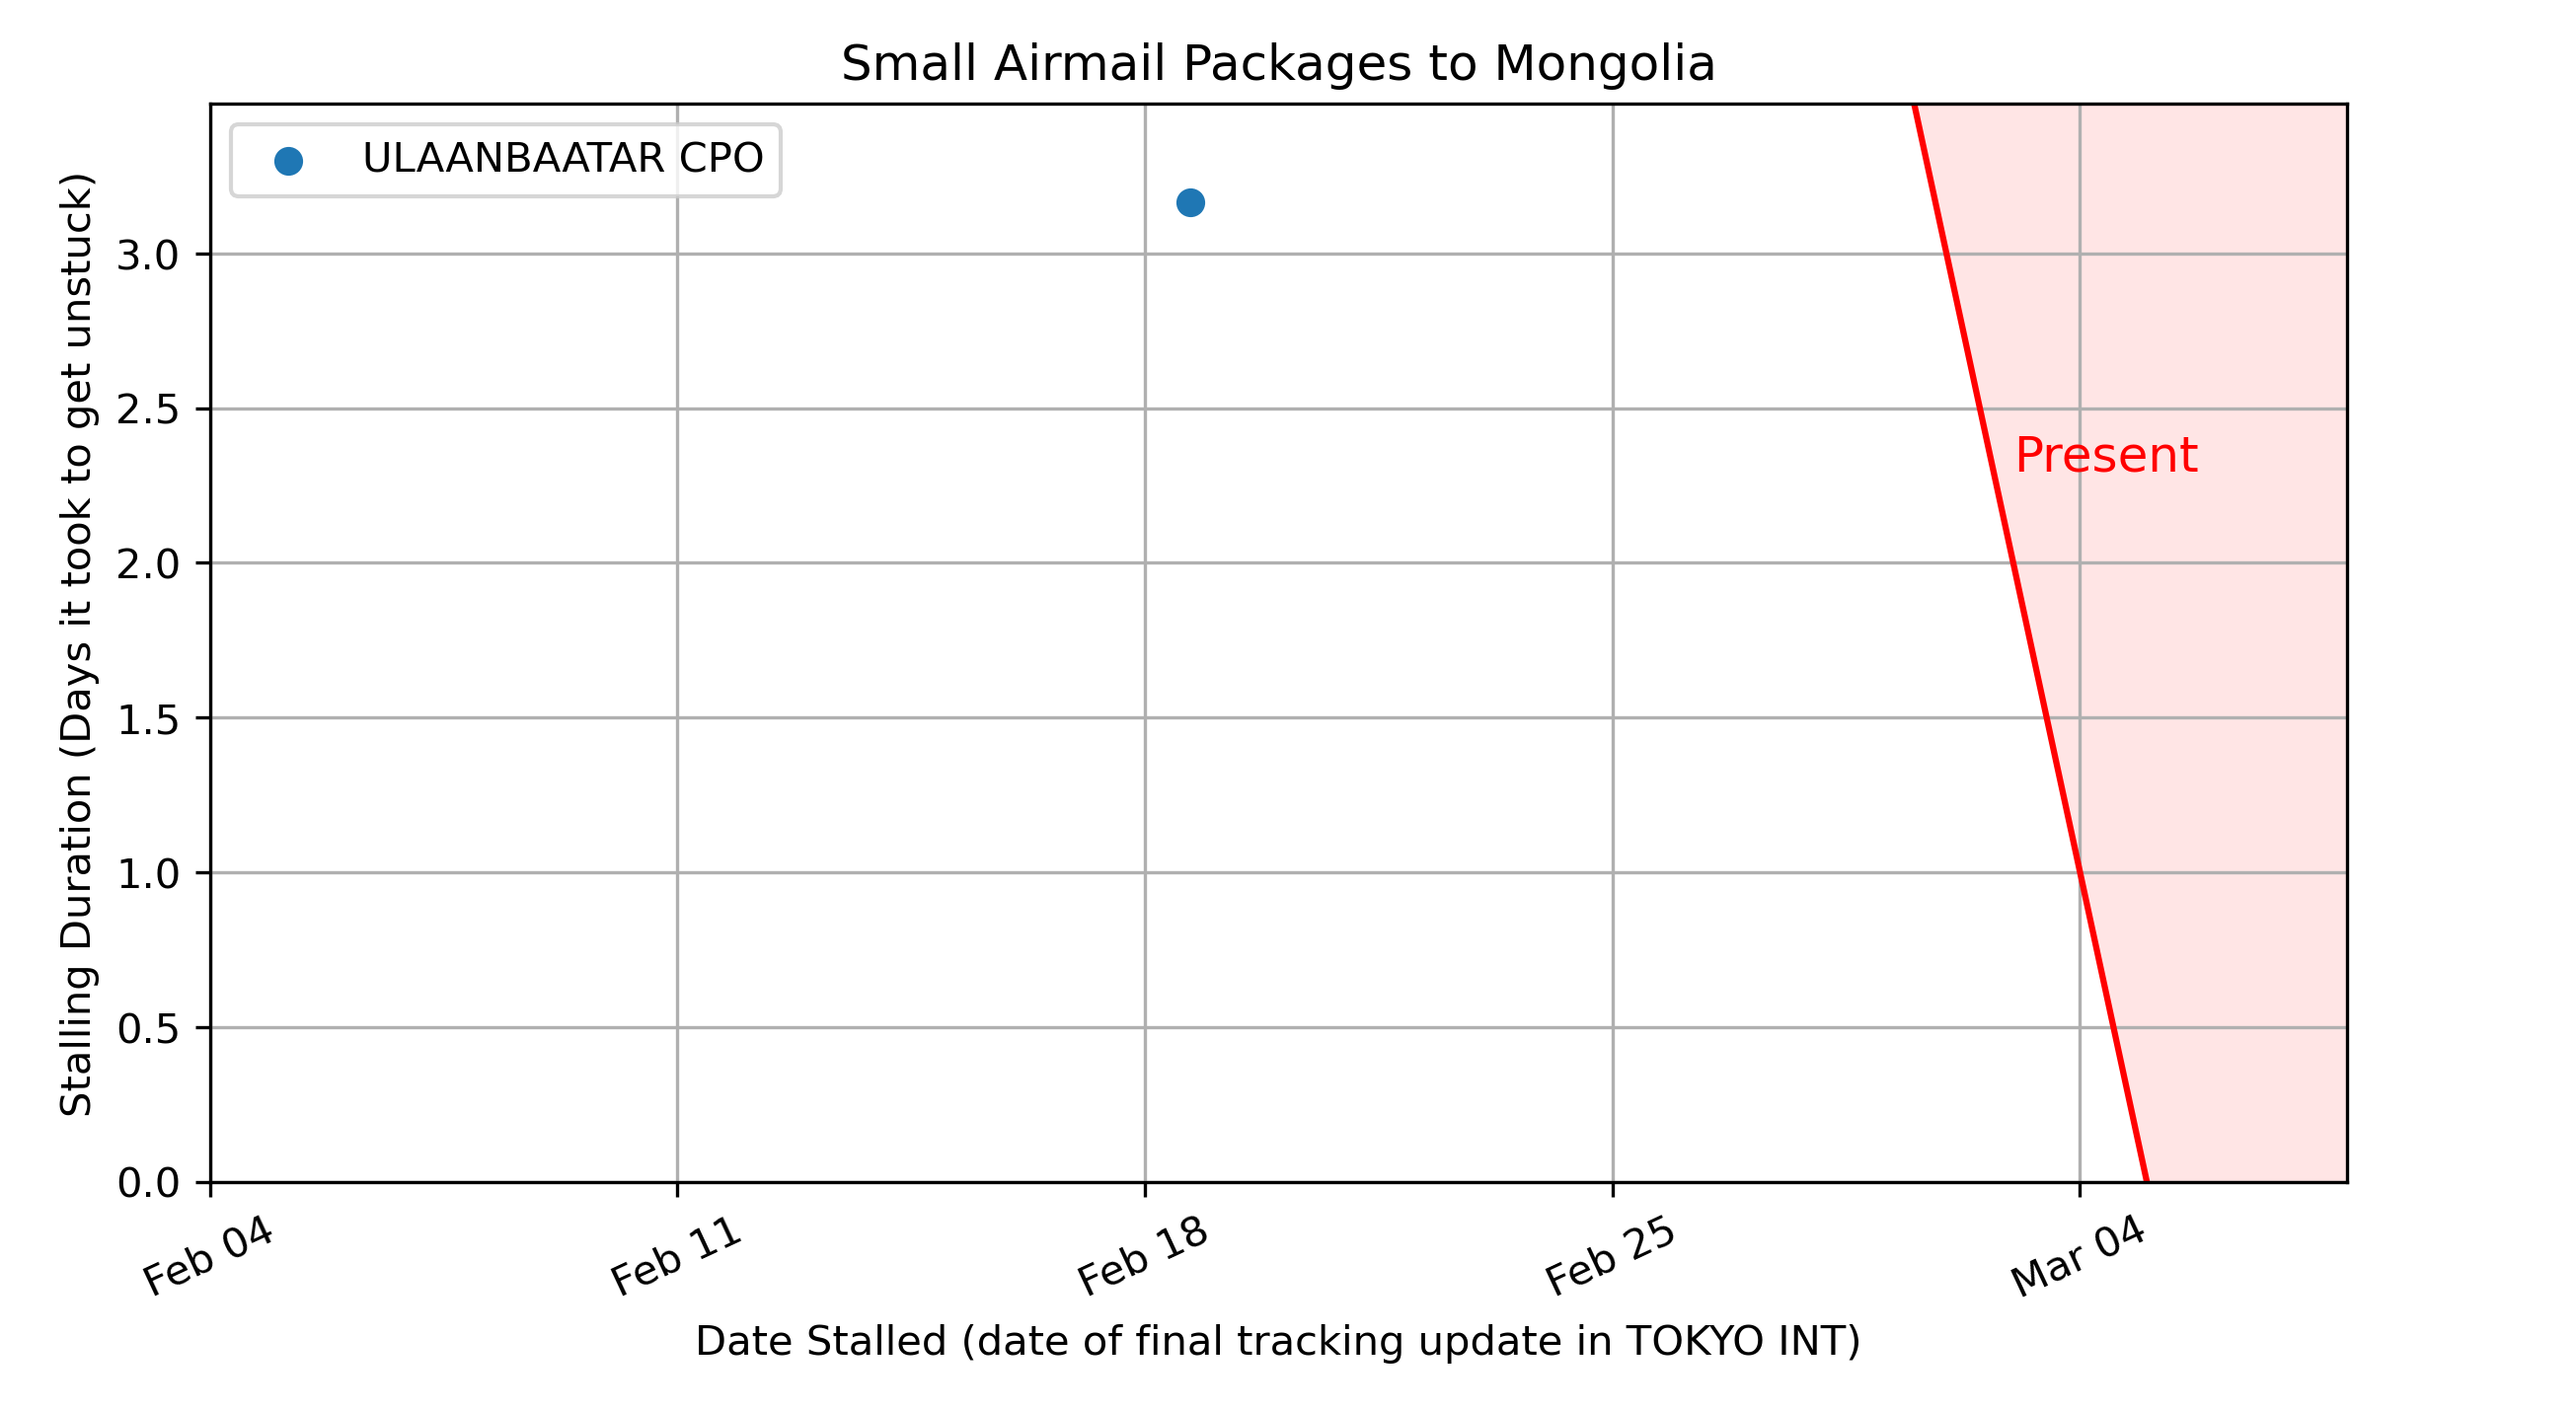 Small Airmail Packages to Mongolia
ULAANBAATAR CPO
Stalling Duration (Days it took to get unstuck)
3.0
2.5
2.0
1.5
1.0
0.5
0.0
Present
Feb 04
Feb 11
Feb 18
Feb 25
Mar 04
Date Stalled (date of final tracking update in TOKYO INT)